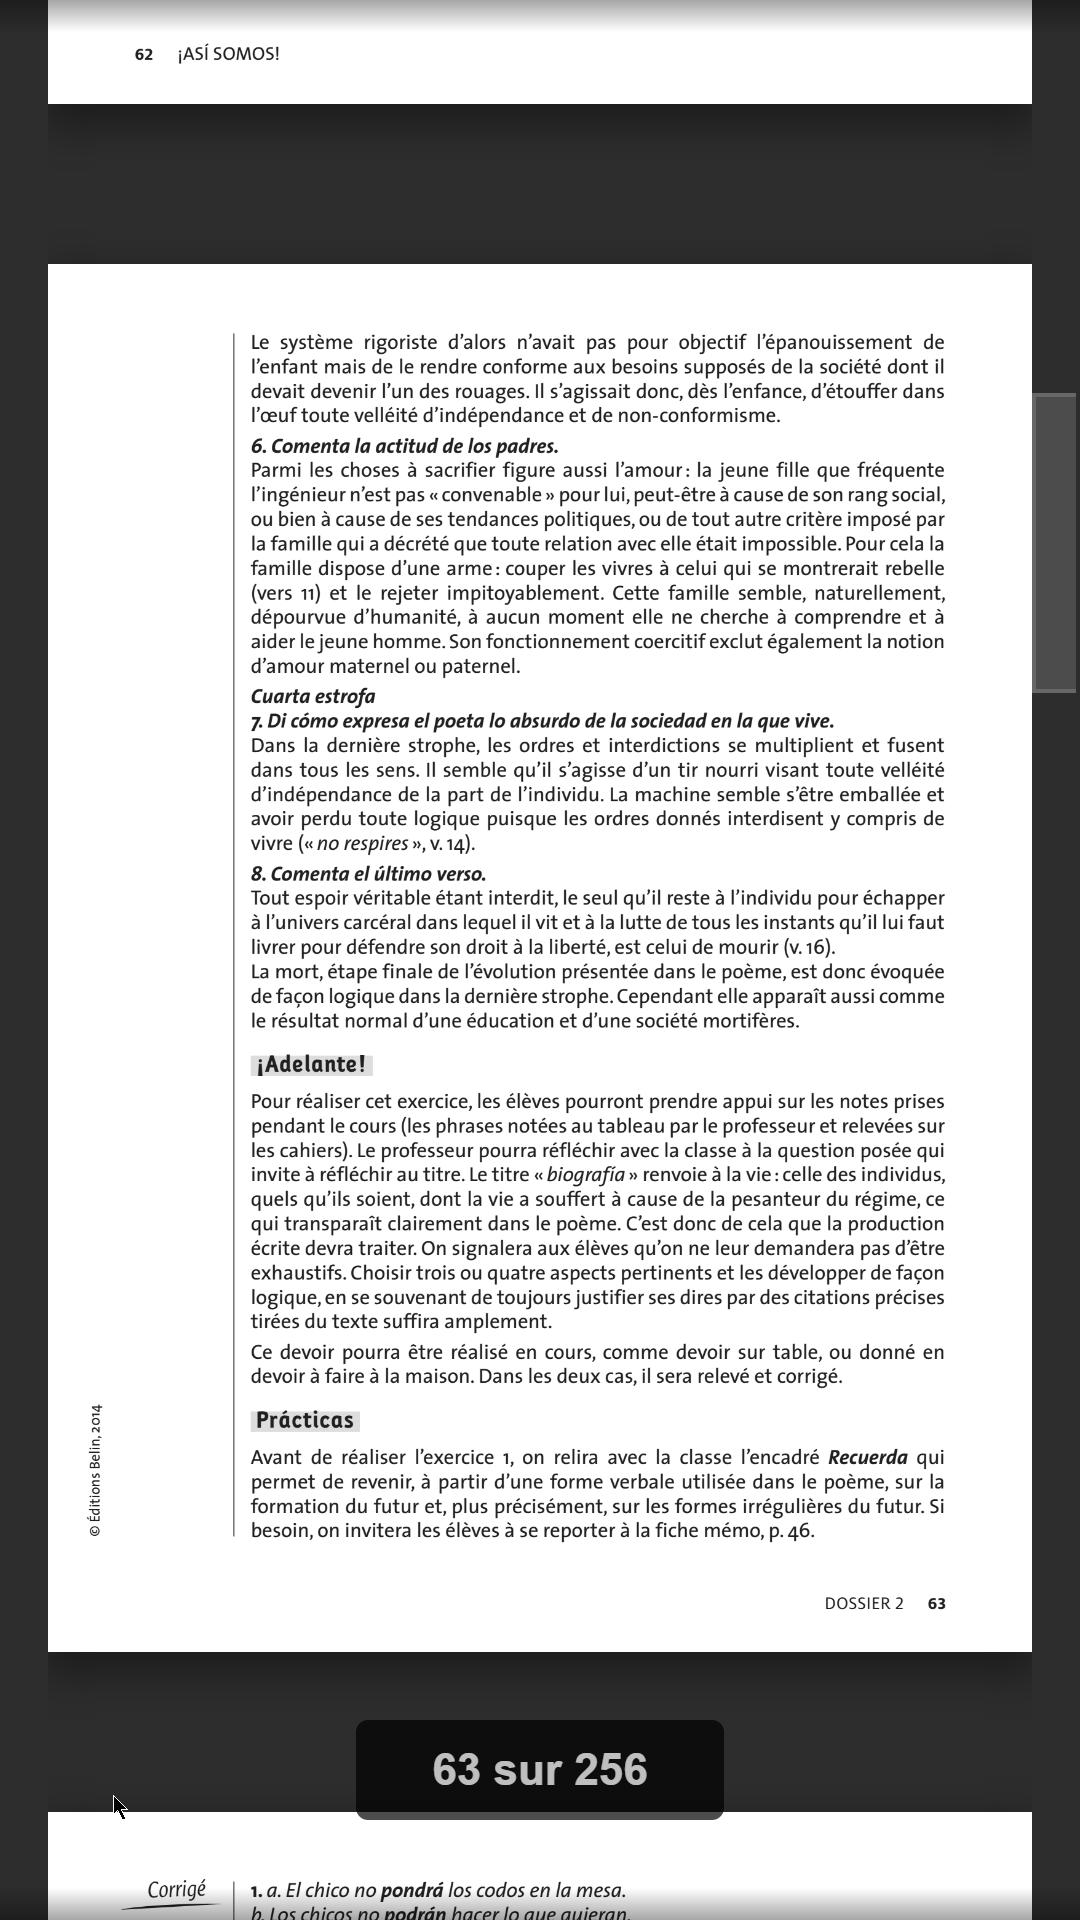 62 ¡ASÍ SOMOS!
Le système rigoriste d’alors n’avait pas pour objectif l’épanouissement de
l’enfant mais de le rendre conforme aux besoins supposés de la société dont il
devait devenir l’un des rouages. Il s’agissait donc, dès l’enfance, d’étouffer dans
l’œuf toute velléité d’indépendance et de non-conformisme.
6. Comenta la actitud de los padres.
Parmi les choses à sacrifier figure aussi l’amour : la jeune fille que fréquente
l’ingénieur n’est pas « convenable » pour lui, peut-être à cause de son rang social,
ou bien à cause de ses tendances politiques, ou de tout autre critère imposé par
la famille qui a décrété que toute relation avec elle était impossible. Pour cela la
famille dispose d’une arme : couper les vivres à celui qui se montrerait rebelle
(vers 11) et le rejeter impitoyablement. Cette famille semble, naturellement,
dépourvue d’humanité, à aucun moment elle ne cherche à comprendre et à
aider le jeune homme. Son fonctionnement coercitif exclut également la notion
d’amour maternel ou paternel.
Cuarta estrofa
7. Di cómo expresa el poeta lo absurdo de la sociedad en la que vive.
Dans la dernière strophe, les ordres et interdictions se multiplient et fusent
dans tous les sens. Il semble qu’il s’agisse d’un tir nourri visant toute velléité
d’indépendance de la part de l’individu. La machine semble s’être emballée et
avoir perdu toute logique puisque les ordres donnés interdisent y compris de
vivre (« no respires », v. 14).
8. Comenta el último verso.
Tout espoir véritable étant interdit, le seul qu’il reste à l’individu pour échapper
à l’univers carcéral dans lequel il vit et à la lutte de tous les instants qu’il lui faut
livrer pour défendre son droit à la liberté, est celui de mourir (v. 16).
La mort, étape finale de l’évolution présentée dans le poème, est donc évoquée
de façon logique dans la dernière strophe. Cependant elle apparaît aussi comme
le résultat normal d’une éducation et d’une société mortifères.
¡Adelante!
Pour réaliser cet exercice, les élèves pourront prendre appui sur les notes prises
pendant le cours (les phrases notées au tableau par le professeur et relevées sur
les cahiers). Le professeur pourra réfléchir avec la classe à la question posée qui
invite à réfléchir au titre. Le titre « biografía » renvoie à la vie : celle des individus,
quels qu’ils soient, dont la vie a souffert à cause de la pesanteur du régime, ce
qui transparaît clairement dans le poème. C’est donc de cela que la production
écrite devra traiter. On signalera aux élèves qu’on ne leur demandera pas d’être
exhaustifs. Choisir trois ou quatre aspects pertinents et les développer de façon
logique, en se souvenant de toujours justifier ses dires par des citations précises
tirées du texte suffira amplement.
Ce devoir pourra être réalisé en cours, comme devoir sur table, ou donné en
devoir à faire à la maison. Dans les deux cas, il sera relevé et corrigé.
Prácticas
Avant de réaliser l’exercice 1, on relira avec la classe l’encadré Recuerda qui
permet de revenir, à partir d’une forme verbale utilisée dans le poème, sur la
formation du futur et, plus précisément, sur les formes irrégulières du futur. Si
besoin, on invitera les élèves à se reporter à la fiche mémo, p. 46.
© Éditions Belin, 2014
DOSSIER 2 63
63 sur 256
Corrigé
1. a. El chico no pondrá los codos en la mesa.
b. Los chicos no podrán hacer lo que quieran.